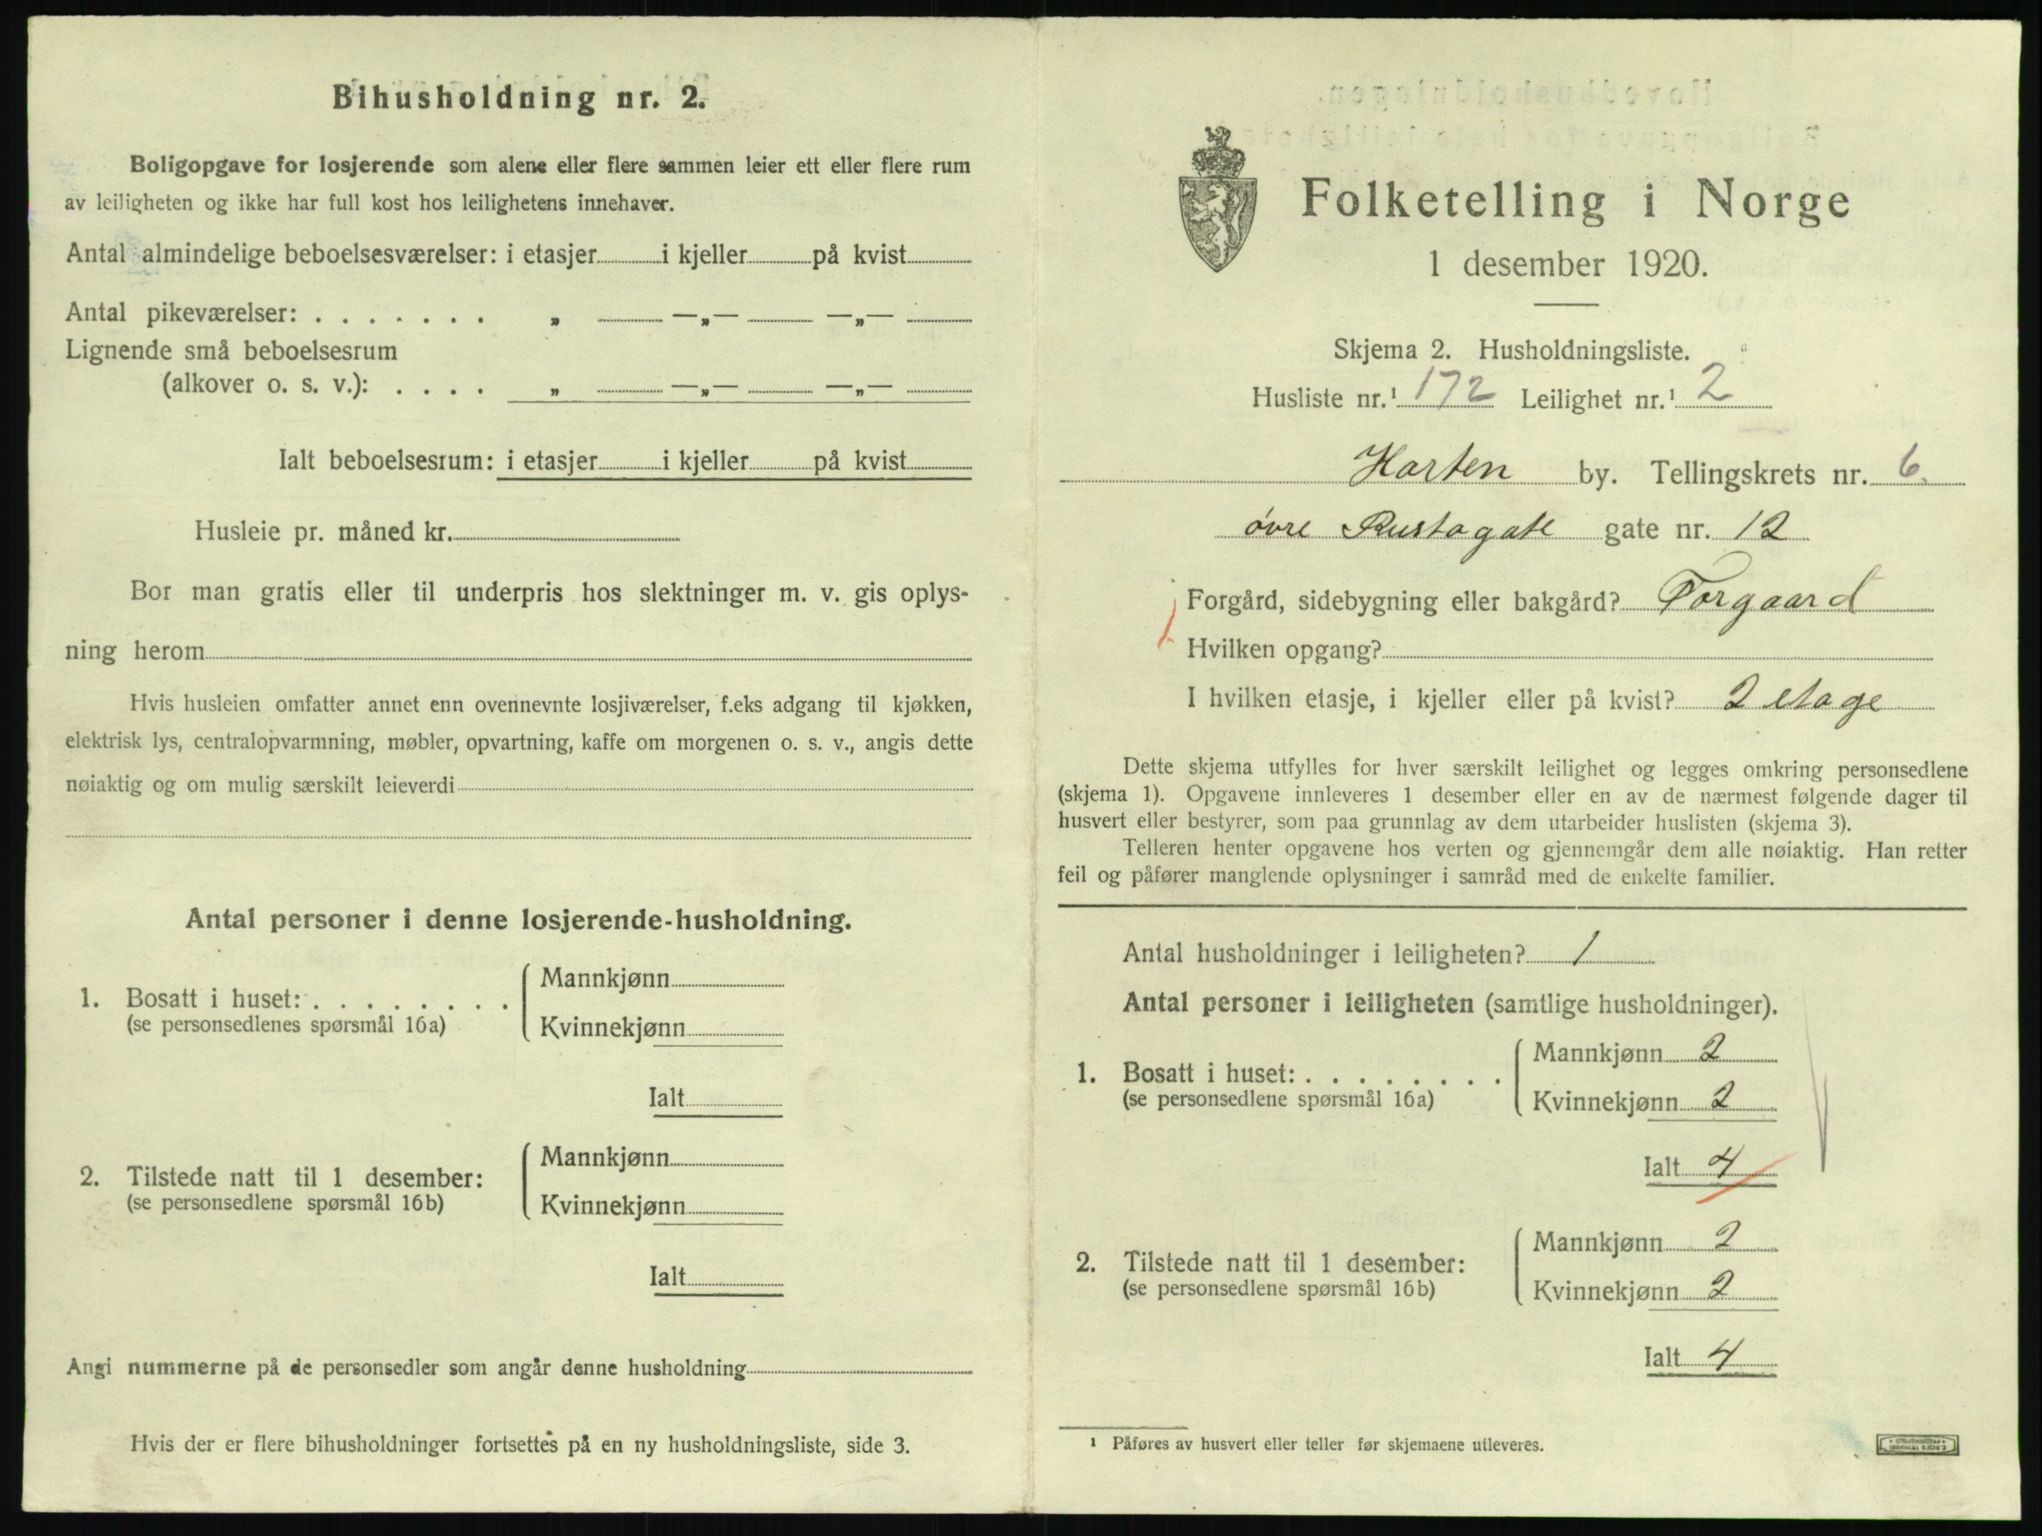 Bihusholdning nr. 2.
Boligopgave for losjerende som alene eller flere sammen leier ett eller flere rum
av leiligheten og ikke har full kost hos leilighetens innehaver.
Antal almindelige beboelsesværelser: i etasjer i kjeller på kvist
Antal pikeværelser: . . . . . . . „ —„— —„—
Lignende små beboelsesrum
(alkover o. s. v.): . . . . „ —„— —„—
Ialt beboelsesrum: i etasjer i kjeller på kvist
Husleie pr. måned kr.
Bor man gratis eller til underpris hos slektninger m. v. gis oplys-
ning herom
Hvis husleien omfatter annet enn ovennevnte losjiværelser, f.eks adgang til kjøkken,
elektrisk lys, centralopvarmning, møbler, opvartning, kaffe om morgenen o. s. v., angis dette
nøiaktig og om mulig særskilt leieverdi
Antal personer i denne losjerende-husholdning.
1. Bosatt i huset: . . . . . . . .
(se personsedlenes spørsmål 16a)
Mannkjønn
Kvinnekjønn
Ialt
2. Tilstede natt til 1 desember:
(se personsedlene spørsmål 16b)
Mannkjønn
Kvinnekjønn
Ialt
Angi nummerne på de personsedler som angår denne husholdning
Hvis der er flere bihusholdninger fortsettes på en ny husholdningsliste, side 3.
Folketelling i Norge
1 desember 1920.
Skjema 2. Husholdningsliste.
Husliste nr.¹ 172 Leilighet nr.¹ 2
Horten by. Tellingskrets nr. 6.
øvre Rustagate gate nr. 12
Forgård, sidebygning eller bakgård? Forgaard
Hvilken opgang?
I hvilken etasje, i kjeller eller på kvist? 2 etage
Dette skjema utfylles for hver særskilt leilighet og legges omkring personsedlene
(skjema 1). Opgavene innleveres 1 desember eller en av de nærmest følgende dager til
husvert eller bestyrer, som paa grunnlag av dem utarbeider huslisten (skjema 3).
Telleren henter opgavene hos verten og gjennemgår dem alle nøiaktig. Han retter
feil og påfører manglende oplysninger i samråd med de enkelte familier.
Antal husholdninger i leiligheten? 1
Antal personer i leiligheten (samtlige husholdninger).
1. Bosatt i huset: . . . . . . . .
(se personsedlene spørsmål 16a)
Mannkjønn 2
Kvinnekjønn 2
Ialt 4
2. Tilstede natt til 1 desember:
(se personsedlene spørsmål 16b)
Mannkjønn 2
Kvinnekjønn 2
Ialt 4
¹ Påføres av husvert eller teller før skjemaene utleveres.